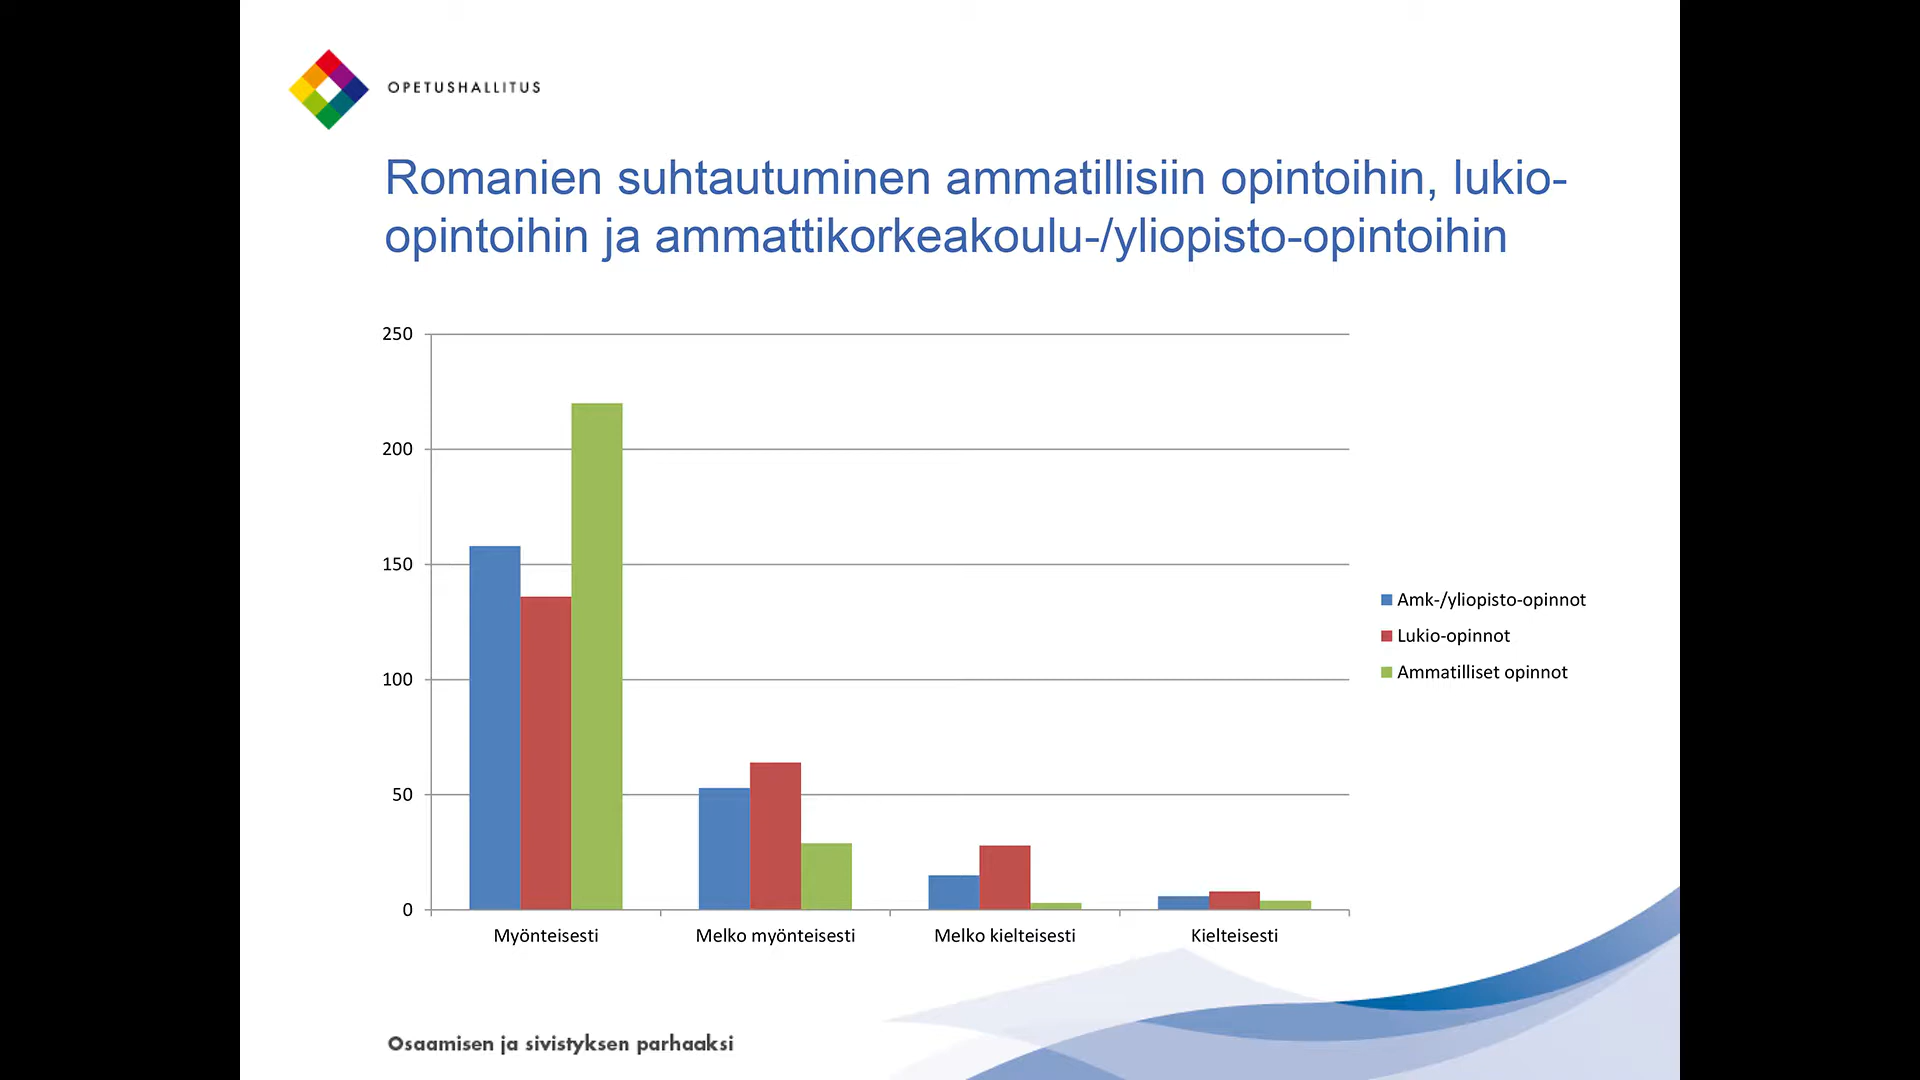 OPETUSHALLITUS
Romanien suhtautuminen ammatillisiin opintoihin, lukio-
opintoihin ja ammattikorkeakoulu-/yliopisto-opintoihin
250
200
150
100
50
0
Myönteisesti
Melko myönteisesti
Melko kielteisesti
Kielteisesti
Amk-/yliopisto-opinnot
Lukio-opinnot
Ammatilliset opinnot
Osaamisen ja sivistyksen parhaaksi